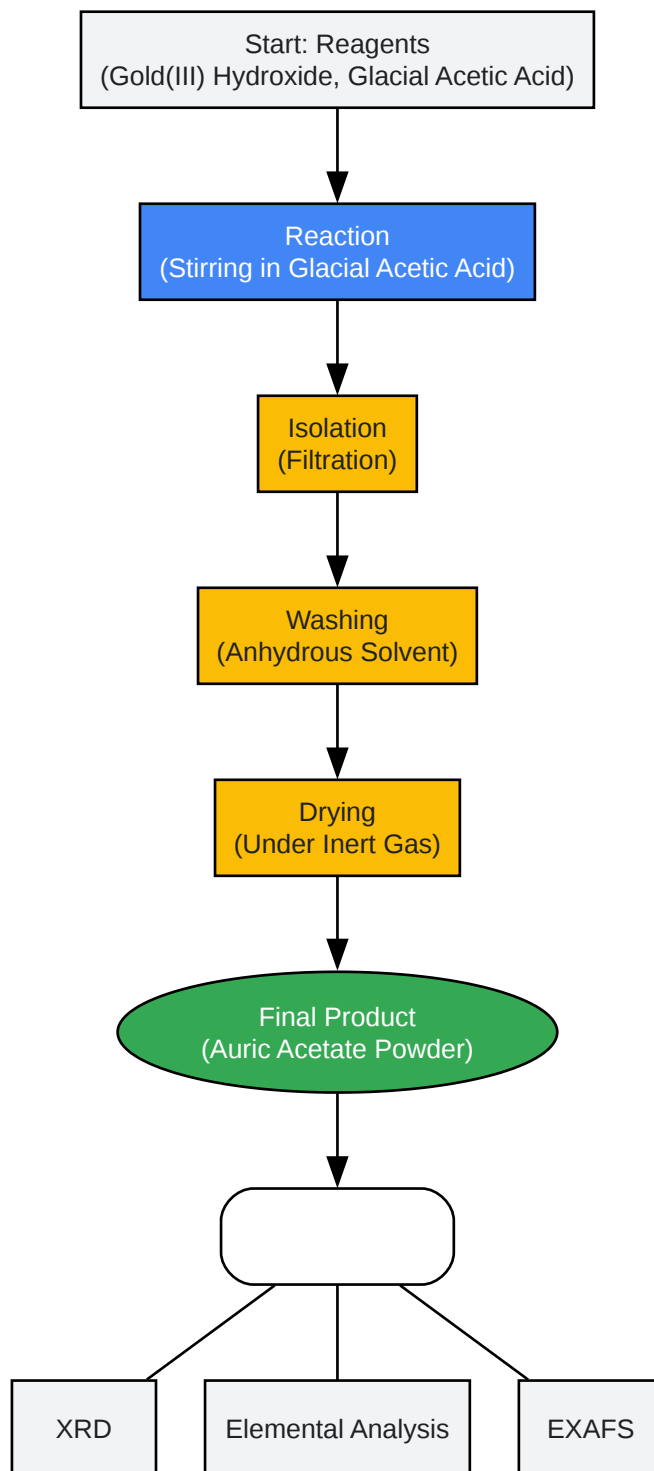 Start: Reagents
(Gold(III) Hydroxide, Glacial Acetic Acid)
Reaction
(Stirring in Glacial Acetic Acid)
Isolation
(Filtration)
Washing
(Anhydrous Solvent)
Drying
(Under Inert Gas)
Final Product
(Auric Acetate Powder)
XRD
Elemental Analysis
EXAFS